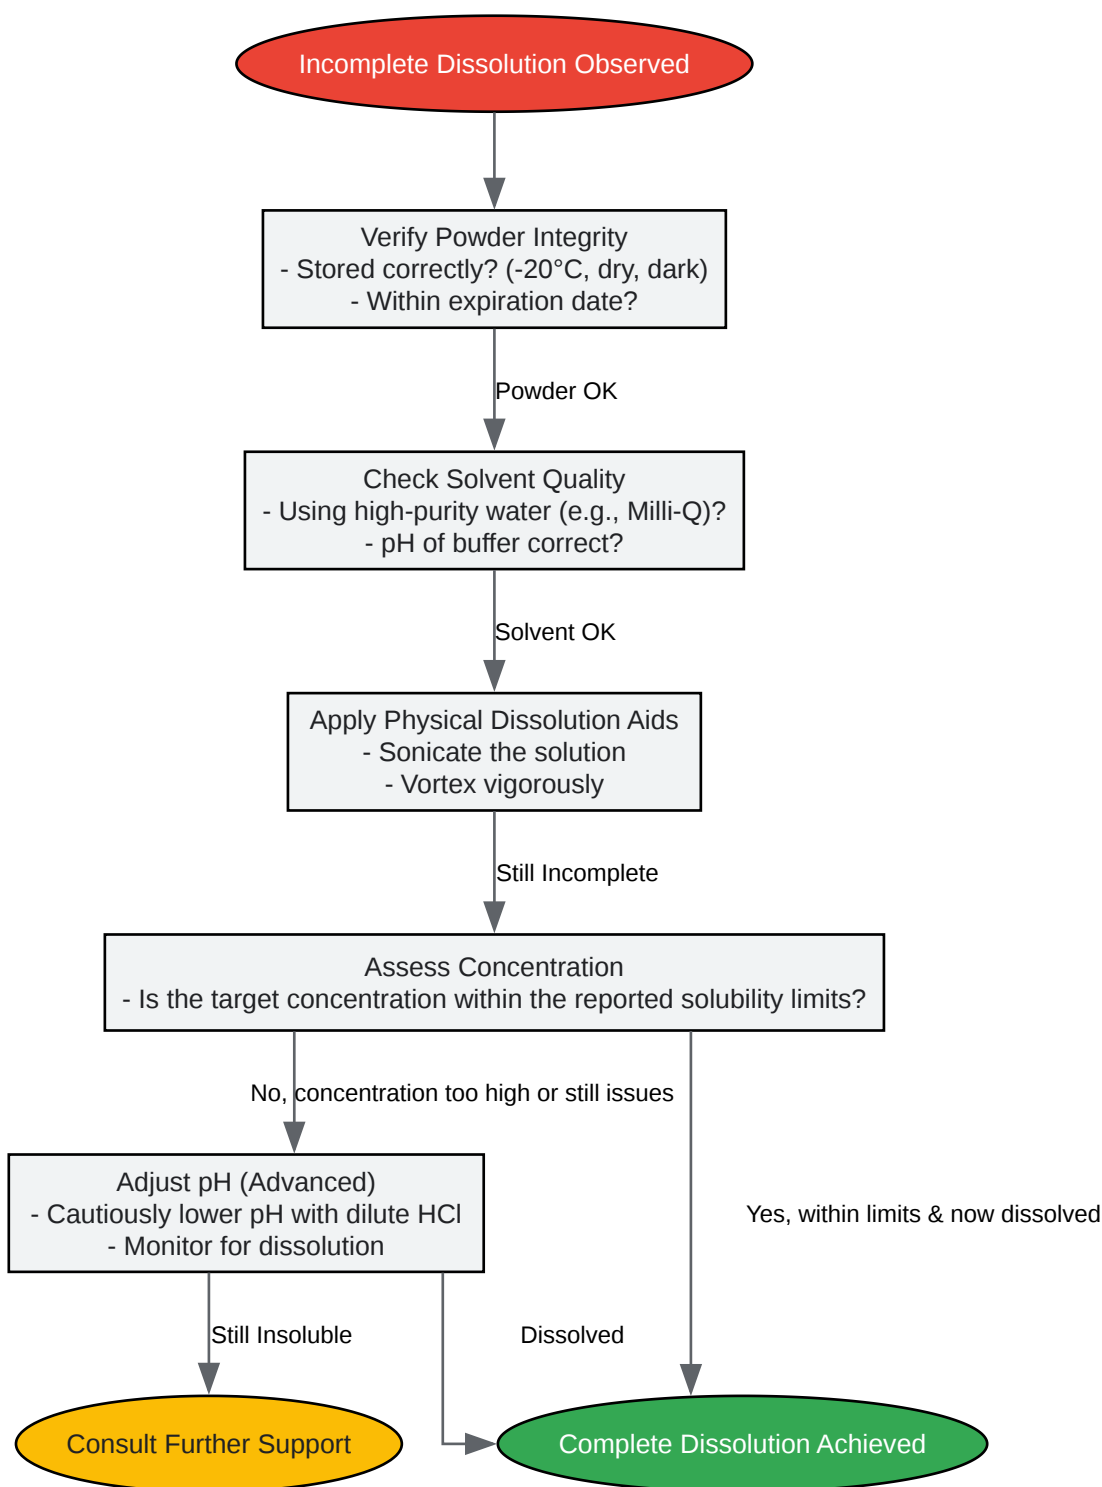 Incomplete Dissolution Observed
Verify Powder Integrity
- Stored correctly? (-20°C, dry, dark)
- Within expiration date?
Powder OK
Check Solvent Quality
- Using high-purity water (e.g., Milli-Q)?
- pH of buffer correct?
Solvent OK
Apply Physical Dissolution Aids
- Sonicate the solution
- Vortex vigorously
Still Incomplete
Assess Concentration
- Is the target concentration within the reported solubility limits?
No, concentration too high or still issues
Adjust pH (Advanced)
- Cautiously lower pH with dilute HCl
- Monitor for dissolution
Yes, within limits & now dissolved
Still Insoluble
Dissolved
Consult Further Support
Complete Dissolution Achieved